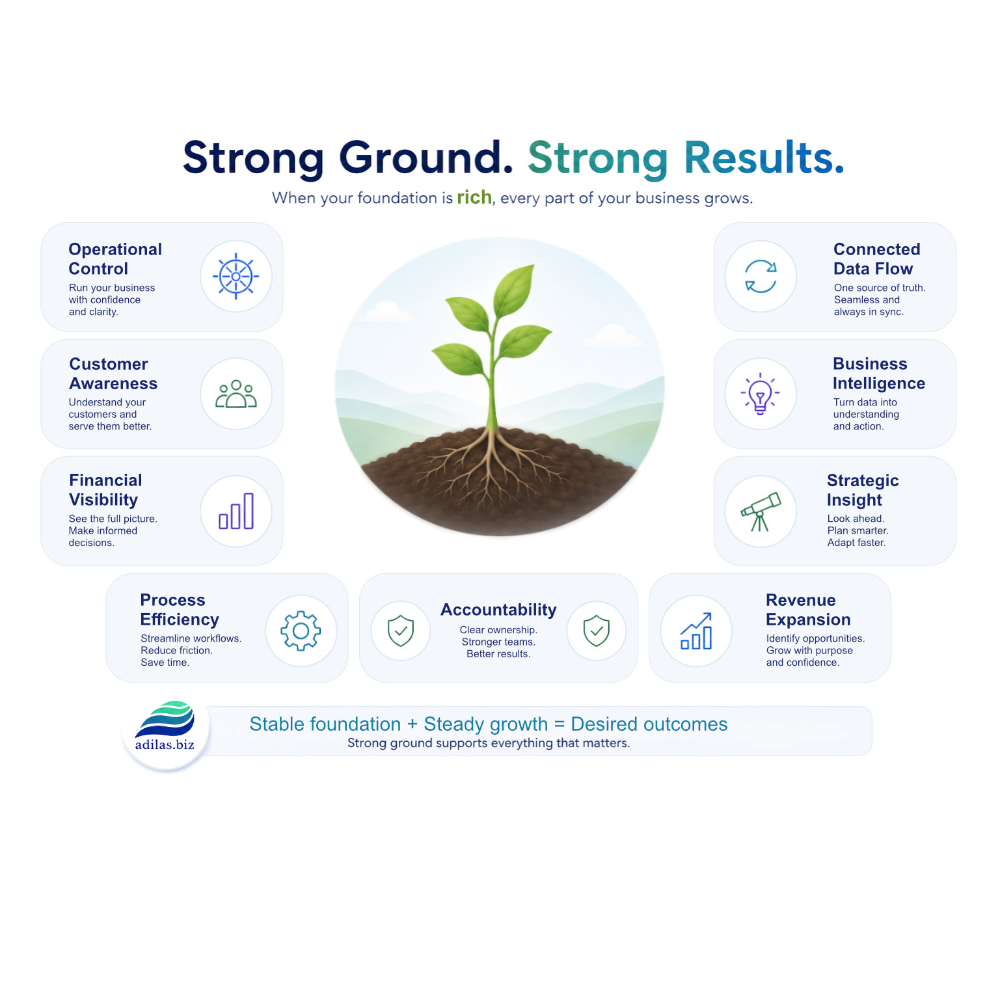 Strong Ground. Strong Results.
When your foundation is rich, every part of your business grows.
Operational
Control
Run your business
with confidence
and clarity.
Customer
Awareness
Understand your
customers and
serve them better.
Financial
Visibility
See the full picture.
Make informed
decisions.
Connected
Data Flow
One source of truth.
Seamless and
always in sync.
Business
Intelligence
Turn data into
understanding
and action.
Strategic
Insight
Look ahead.
Plan smarter.
Adapt faster.
Process
Efficiency
Streamline workflows.
Reduce friction.
Save time.
Accountability
Clear ownership.
Stronger teams.
Better results.
Revenue
Expansion
Identify opportunities.
Grow with purpose
and confidence.
adilas.biz
Stable foundation + Steady growth = Desired outcomes
Strong ground supports everything that matters.